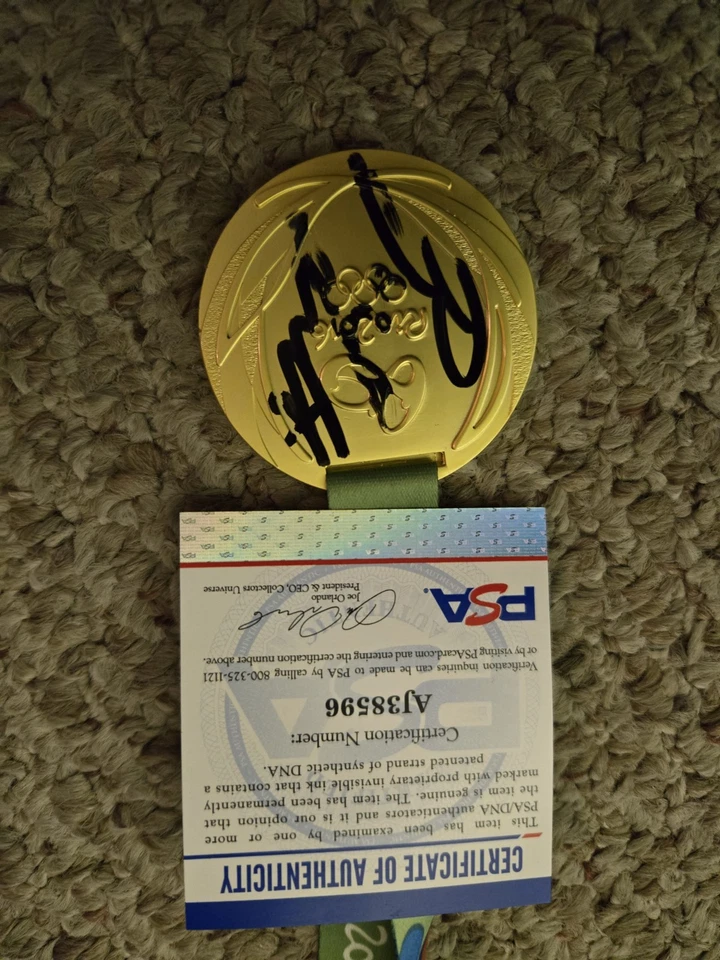 CERTIFICATE OF AUTHENTICITY
This item has been examined by one or more
PSA/DNA authenticators and it is our opinion that
the item is genuine. The item has been permanently
marked with proprietary invisible ink that contains a
patented strand of synthetic DNA.
Certification Number:
AJ38596
Verification inquiries can be made to PSA by calling 800-325-1121
or by visiting PSAcard.com and entering the certification number above.
PSA
Joe Orlando
President & CEO, Collectors Universe
RIO2016